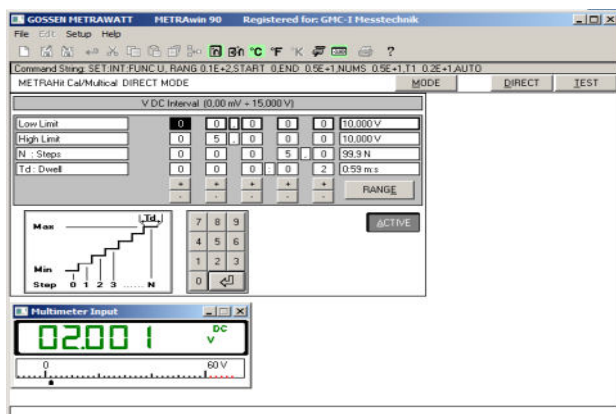 GOSSEN METRAWATT METRAwin 90 Registered for: GMC-I Messtechnik
File Edit Setup Help
°C °F °K ?
Command String: SET:INT:FUNC U, RANG 0.1E+2,START 0,END 0.5E+1,NUMS 0.5E+1,T1 0.2E+1,AUTO
METRAHit Cal/Multical DIRECT MODE MODE DIRECT TEST
V DC Interval (0,00 mV ÷ 15,000 V)
Low Limit 0 0 , 0 0 0 10,000 V
High Limit 0 5 , 0 0 0 10,000 V
N : Steps 0 0 0 5 , 0 99,9 N
Td : Dwell 0 0 0 : 0 2 0:59 m:s
+ + + + +
- - - - - RANGE
ACTIVE
Max Td
Min
Step 0 1 2 3 ...... N
7 8 9
4 5 6
1 2 3
0
Multimeter Input
02.001 DC V
0 60 V